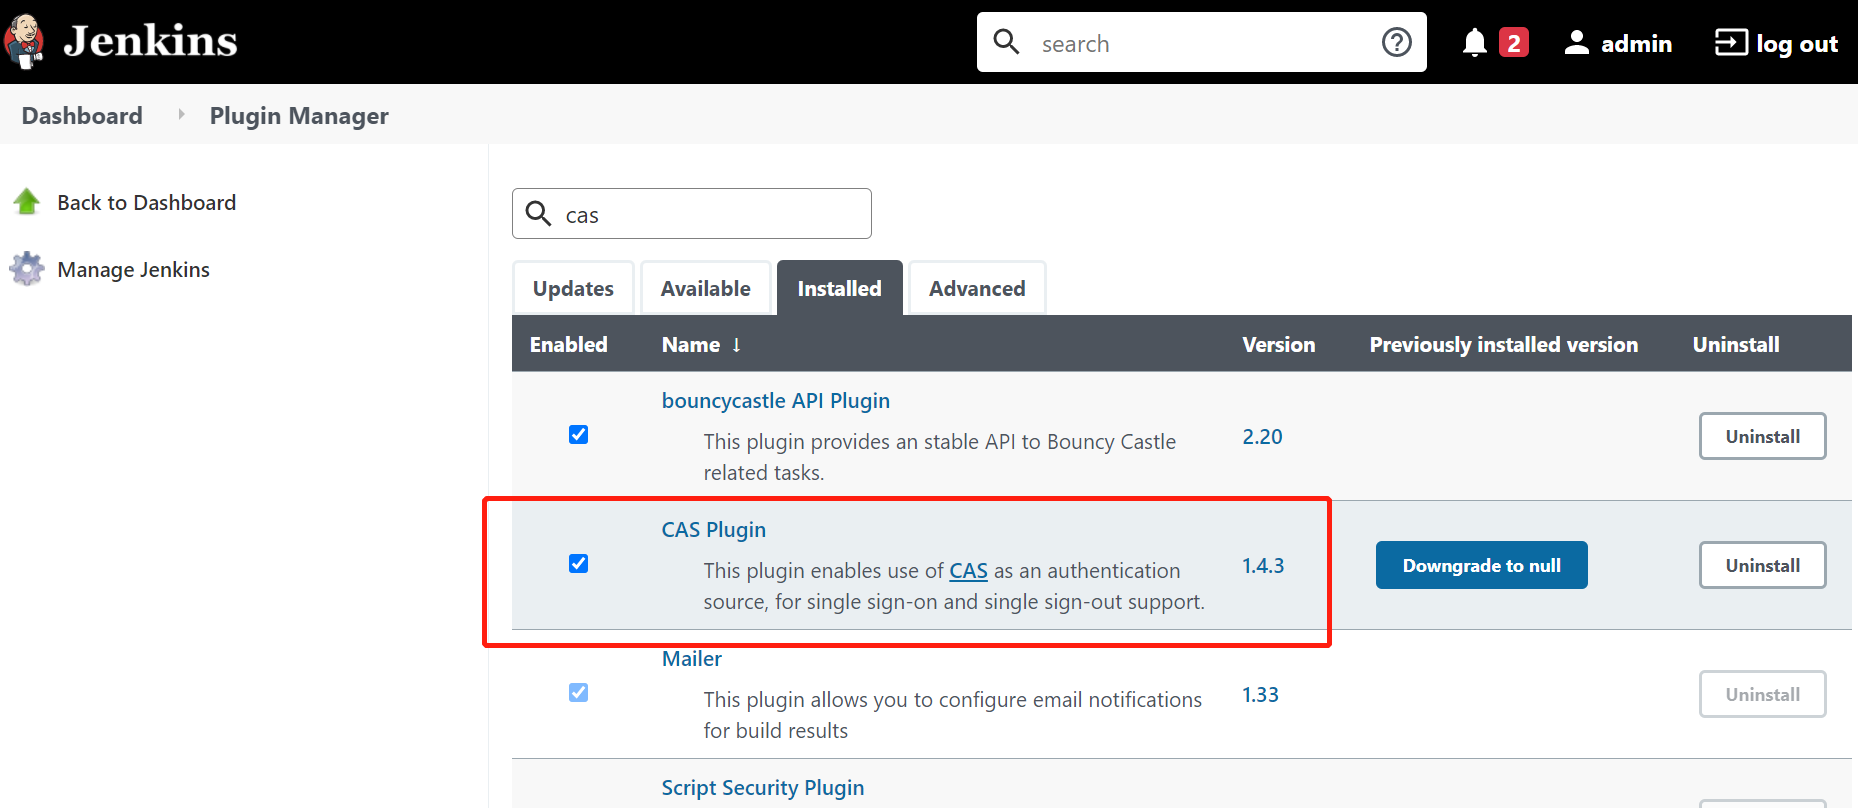 Jenkins
search
2
admin
log out
Dashboard
Plugin Manager
Back to Dashboard
Manage Jenkins
cas
Updates
Available
Installed
Advanced
Enabled
Name ↓
Version
Previously installed version
Uninstall
bouncycastle API Plugin
This plugin provides an stable API to Bouncy Castle
related tasks.
2.20
Uninstall
CAS Plugin
This plugin enables use of CAS as an authentication
source, for single sign-on and single sign-out support.
1.4.3
Downgrade to null
Uninstall
Mailer
This plugin allows you to configure email notifications
for build results
1.33
Uninstall
Script Security Plugin